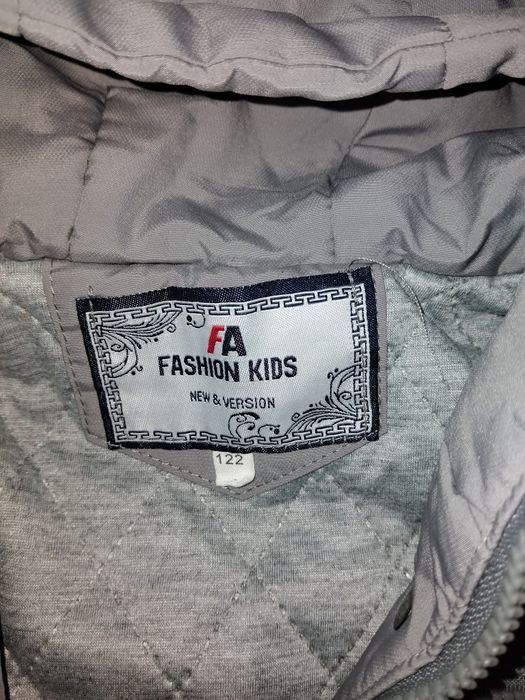 FA
FASHION KIDS
NEW & VERSION
122